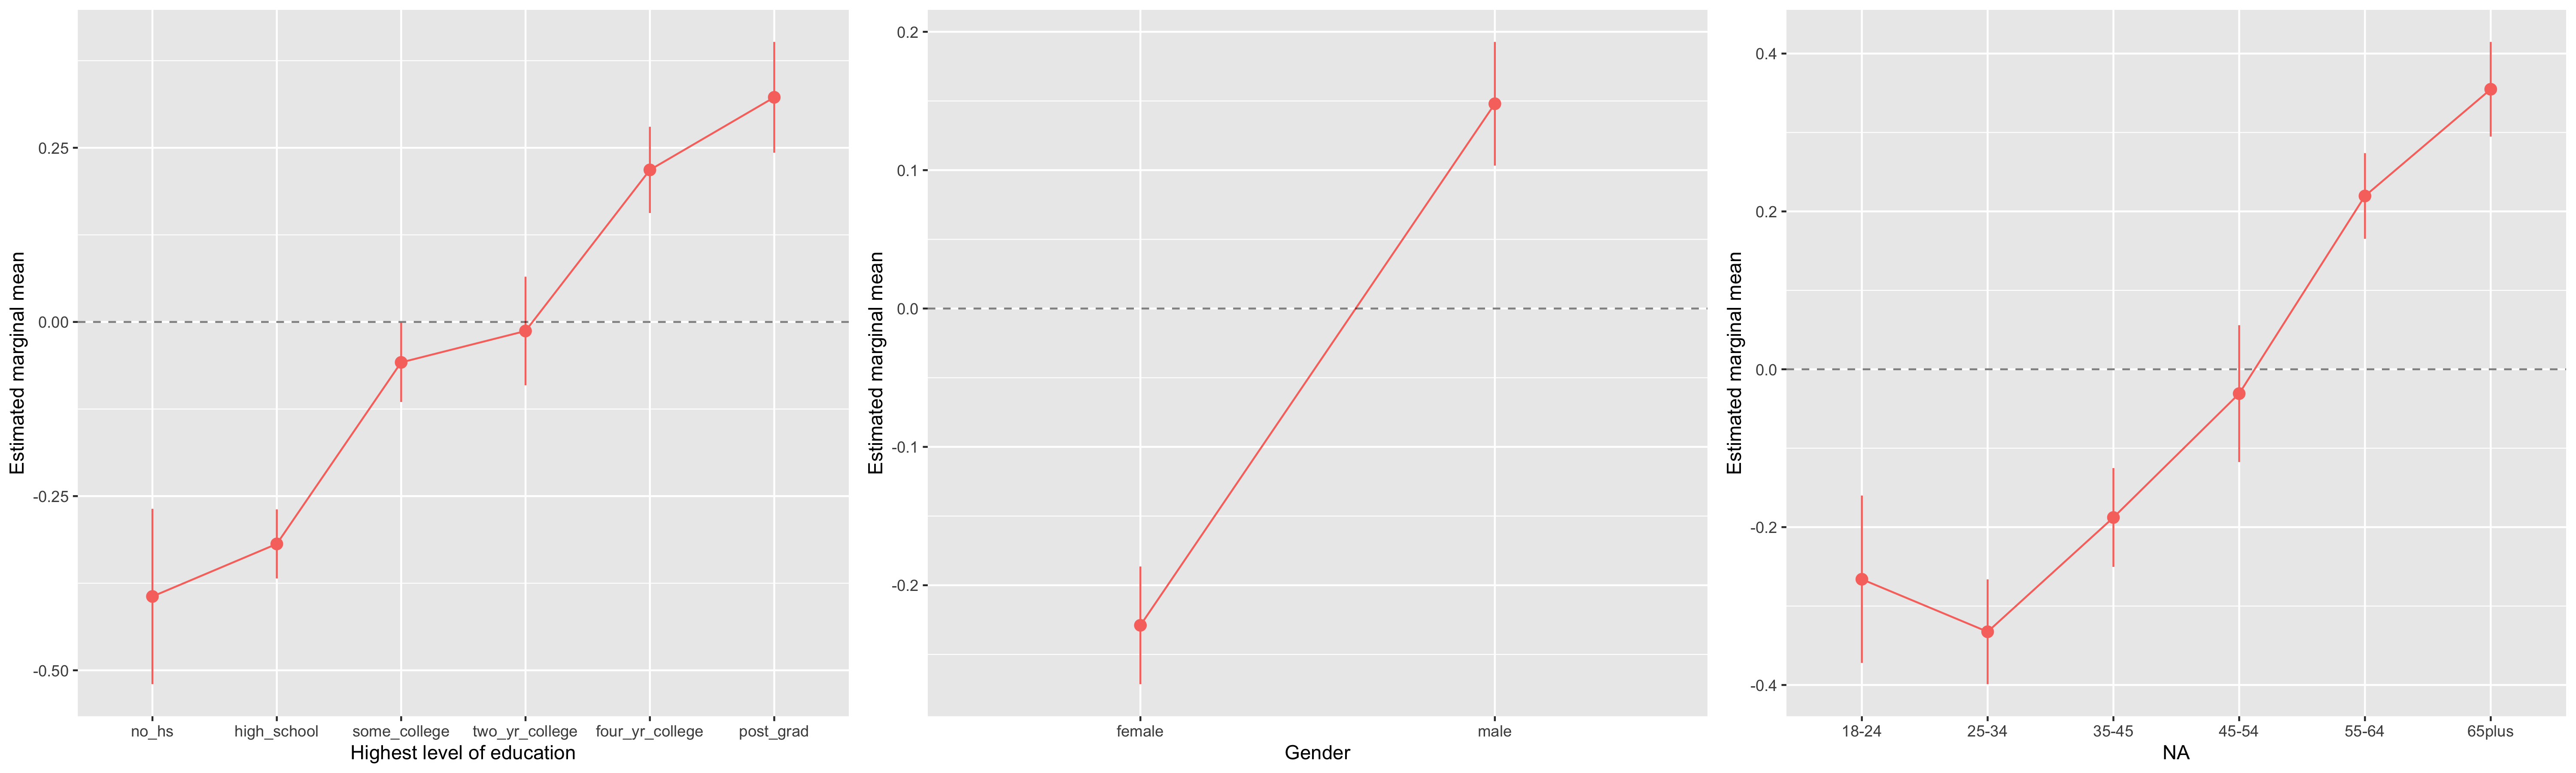 Estimated marginal mean
0.25
0.00
-0.25
-0.50
no_hs high_school some_college two_yr_college four_yr_college post_grad
Highest level of education
Estimated marginal mean
0.2
0.1
0.0
-0.1
-0.2
female male
Gender
Estimated marginal mean
0.4
0.2
0.0
-0.2
-0.4
18-24 25-34 35-45 45-54 55-64 65plus
NA